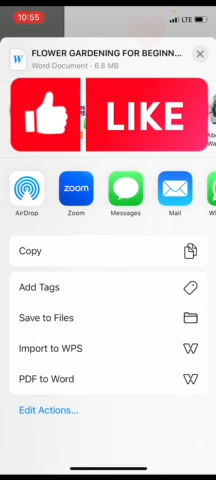 10:55
LTE
FLOWER GARDENING FOR BEGINN...
Word Document · 6.8 MB
LIKE
AirDrop
zoom
Zoom
Messages
Mail
Copy
Add Tags
Save to Files
Import to WPS
PDF to Word
Edit Actions...